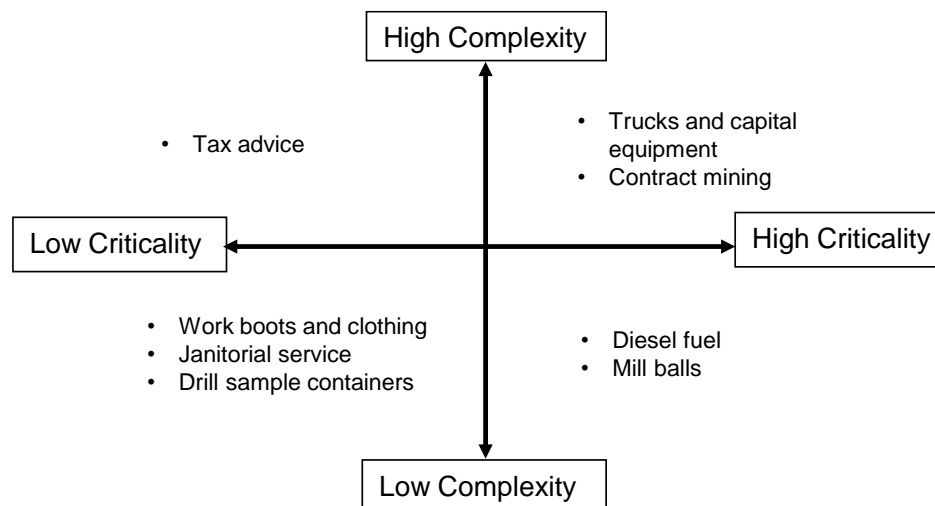 High Complexity
• Tax advice
• Trucks and capital
equipment
• Contract mining
Low Criticality
High Criticality
• Work boots and clothing
• Janitorial service
• Drill sample containers
• Diesel fuel
• Mill balls
Low Complexity